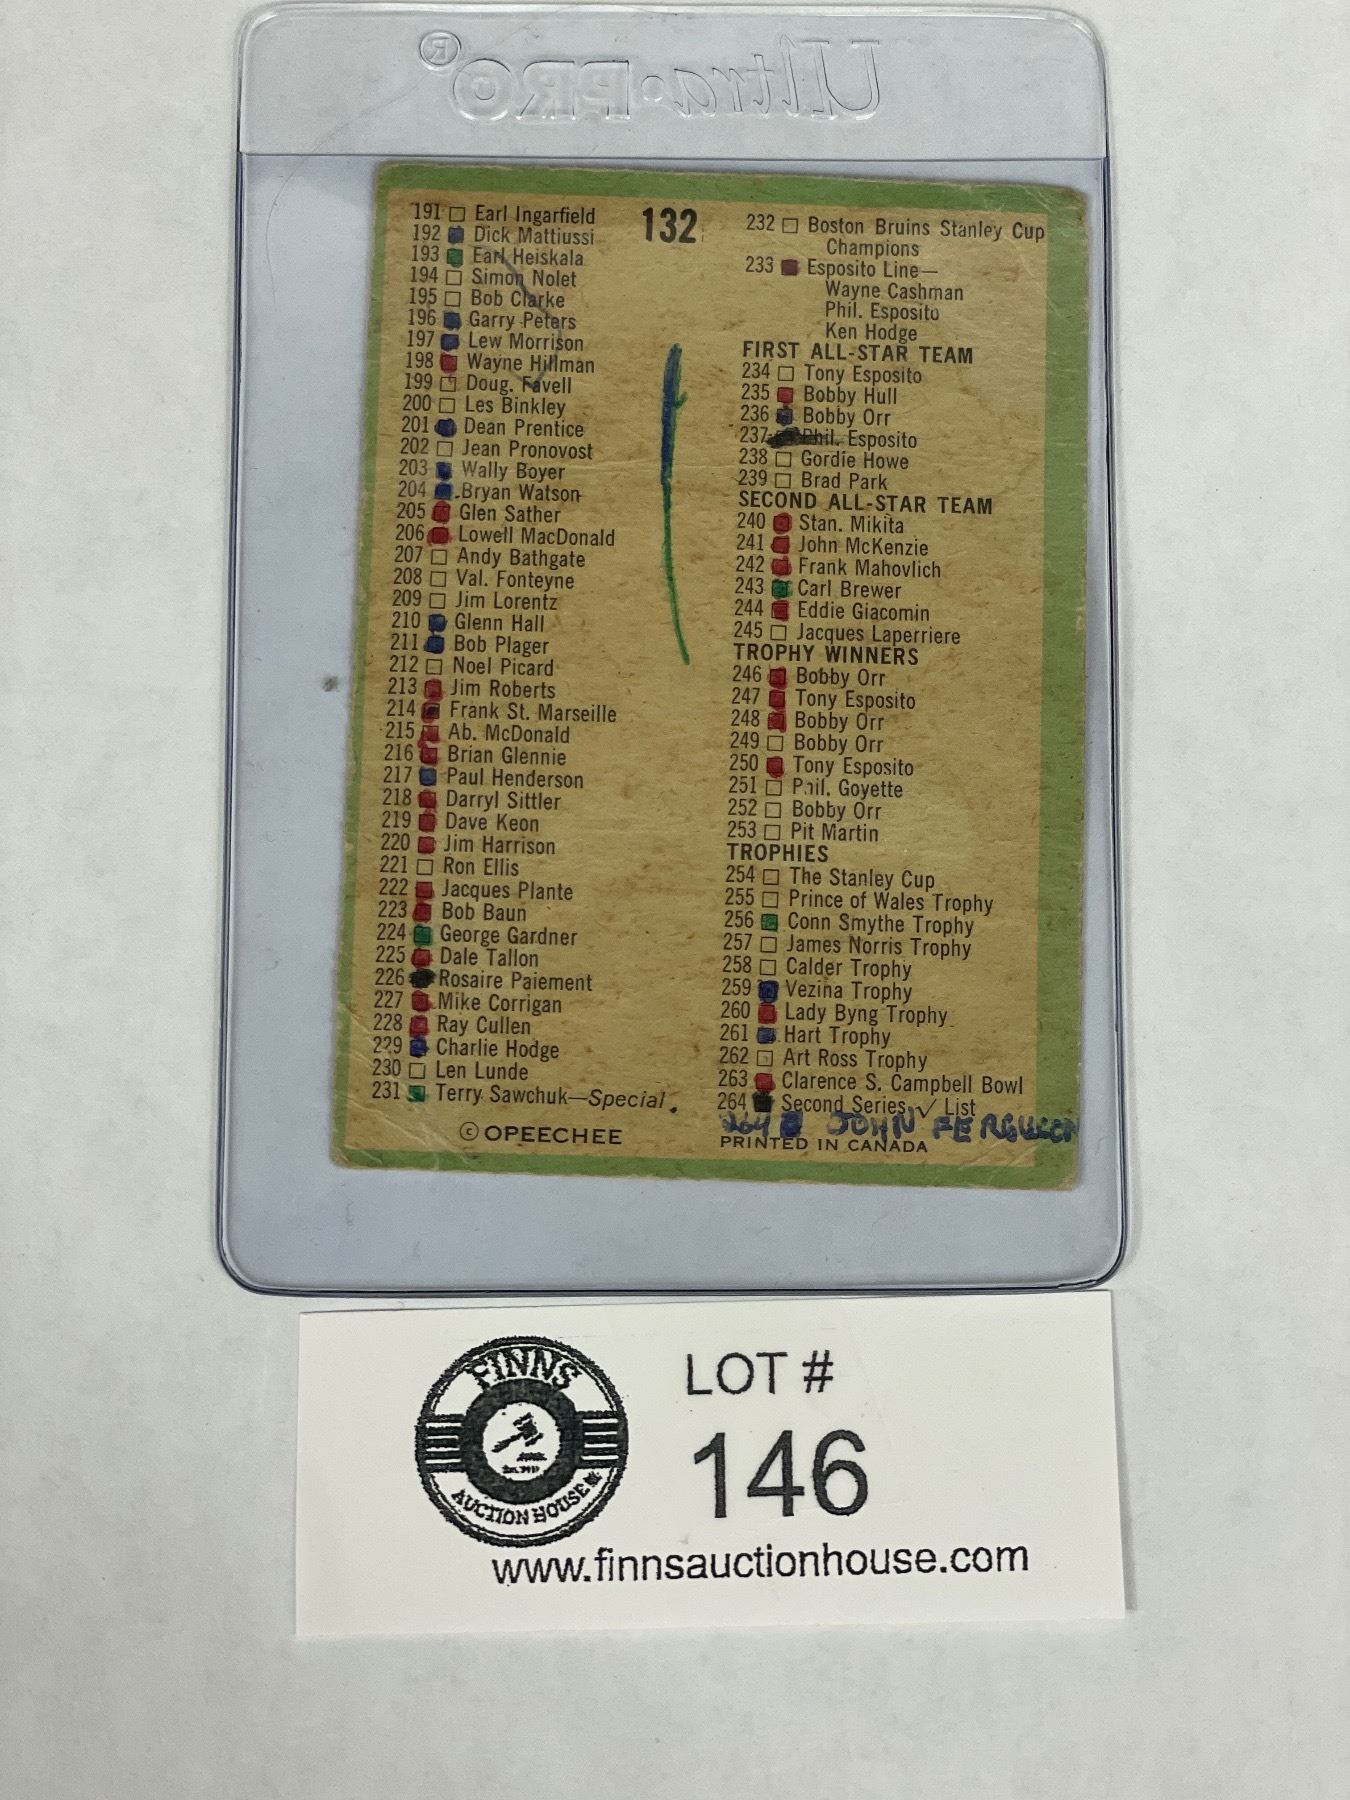 Ultra·PRO®
132
191 Earl Ingarfield
192 Dick Mattiussi
193 Earl Heiskala
194 Simon Nolet
195 Bob Clarke
196 Garry Peters
197 Lew Morrison
198 Wayne Hillman
199 Doug. Favell
200 Les Binkley
201 Dean Prentice
202 Jean Pronovost
203 Wally Boyer
204 Bryan Watson
205 Glen Sather
206 Lowell MacDonald
207 Andy Bathgate
208 Val. Fonteyne
209 Jim Lorentz
210 Glenn Hall
211 Bob Plager
212 Noel Picard
213 Jim Roberts
214 Frank St. Marseille
215 Ab. McDonald
216 Brian Glennie
217 Paul Henderson
218 Darryl Sittler
219 Dave Keon
220 Jim Harrison
221 Ron Ellis
222 Jacques Plante
223 Bob Baun
224 George Gardner
225 Dale Tallon
226 Rosaire Paiement
227 Mike Corrigan
228 Ray Cullen
229 Charlie Hodge
230 Len Lunde
231 Terry Sawchuk—Special
© OPEECHEE
232 Boston Bruins Stanley Cup
Champions
233 Esposito Line—
Wayne Cashman
Phil. Esposito
Ken Hodge
FIRST ALL-STAR TEAM
234 Tony Esposito
235 Bobby Hull
236 Bobby Orr
237 Phil. Esposito
238 Gordie Howe
239 Brad Park
SECOND ALL-STAR TEAM
240 Stan. Mikita
241 John McKenzie
242 Frank Mahovlich
243 Carl Brewer
244 Eddie Giacomin
245 Jacques Laperriere
TROPHY WINNERS
246 Bobby Orr
247 Tony Esposito
248 Bobby Orr
249 Bobby Orr
250 Tony Esposito
251 Phil. Goyette
252 Bobby Orr
253 Pit Martin
TROPHIES
254 The Stanley Cup
255 Prince of Wales Trophy
256 Conn Smythe Trophy
257 James Norris Trophy
258 Calder Trophy
259 Vezina Trophy
260 Lady Byng Trophy
261 Hart Trophy
262 Art Ross Trophy
263 Clarence S. Campbell Bowl
264 Second Series ✓ List
264 JOHN FERGUSON
PRINTED IN CANADA
FINNS
AUCTION HOUSE
LOT #
146
www.finnsauctionhouse.com